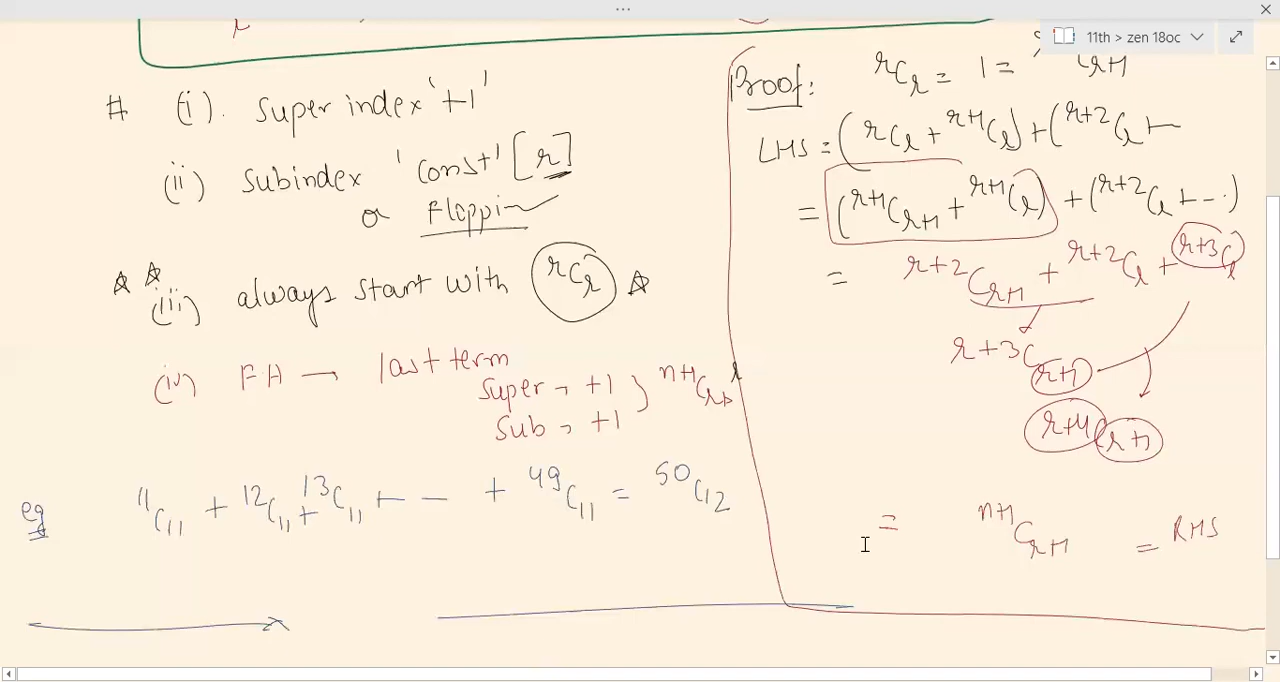 11th > zen 18oc
# (i). Super index '+1'
(ii) Subindex 'Const' [r]
or Floppin
(iii) always start with rCr
(iv) FH → last term
super → +1
sub → +1 } n+1Cr+1
eg 11C11 + 12C11 + 13C11 + - - + 49C11 = 50C12
Proof: rCr = 1 = r+1Cr+1
LHS = (rCr + r+1Cr) + (r+2Cr + -
= (r+1Cr+1 + r+1Cr) + (r+2Cr + - ..)
= r+2Cr+1 + r+2Cr + r+3Cr
r+3Cr+1
r+4Cr+1
= n+1Cr+1 = RHS